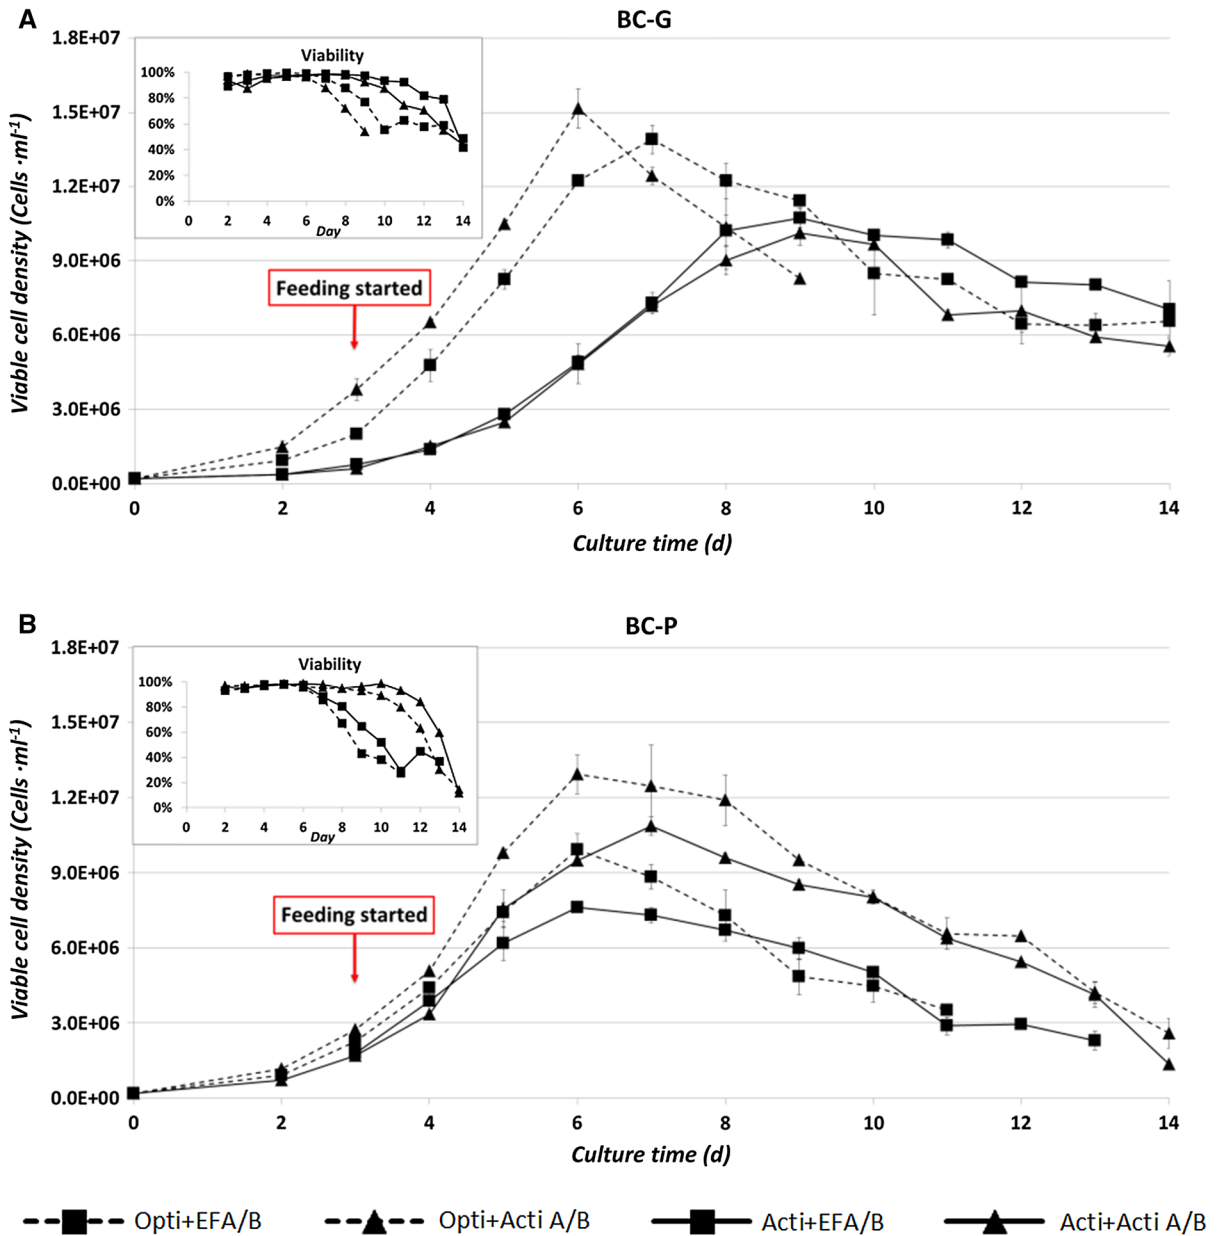 A
BC-G
Viable cell density (Cells ·ml-1)
1.8E+07
1.5E+07
1.2E+07
9.0E+06
6.0E+06
3.0E+06
0.0E+00
Viability
100%
80%
60%
40%
20%
0%
0 2 4 6 8 10 12 14
Day
Feeding started
0 2 4 6 8 10 12 14
Culture time (d)
B
BC-P
Viable cell density (Cells ·ml-1)
1.8E+07
1.5E+07
1.2E+07
9.0E+06
6.0E+06
3.0E+06
0.0E+00
Viability
100%
80%
60%
40%
20%
0%
0 2 4 6 8 10 12 14
Day
Feeding started
0 2 4 6 8 10 12 14
Culture time (d)
Opti+EFA/B Opti+Acti A/B Acti+EFA/B Acti+Acti A/B